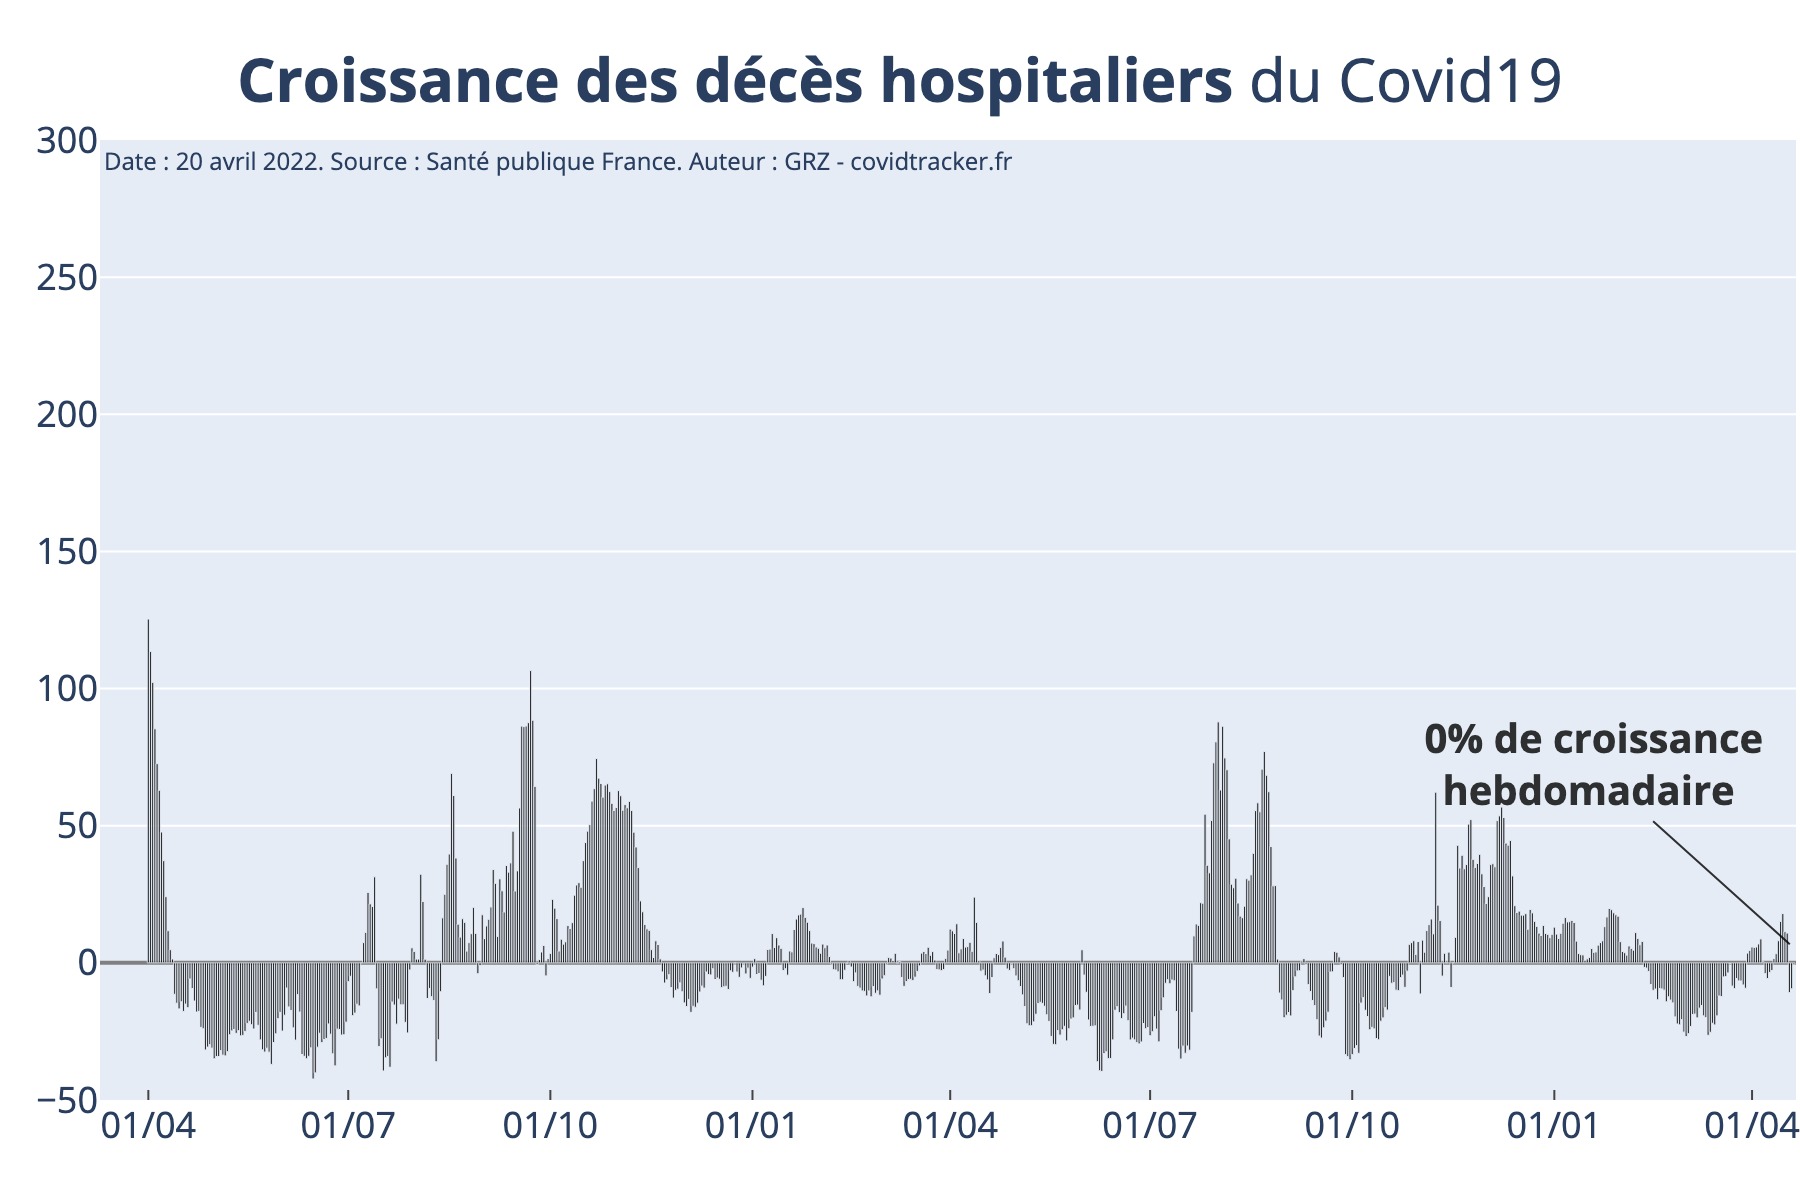 Croissance des décès hospitaliers du Covid19
Date : 20 avril 2022. Source : Santé publique France. Auteur : GRZ - covidtracker.fr
300
250
200
150
100
50
0
−50
0% de croissance
hebdomadaire
01/04 01/07 01/10 01/01 01/04 01/07 01/10 01/01 01/04